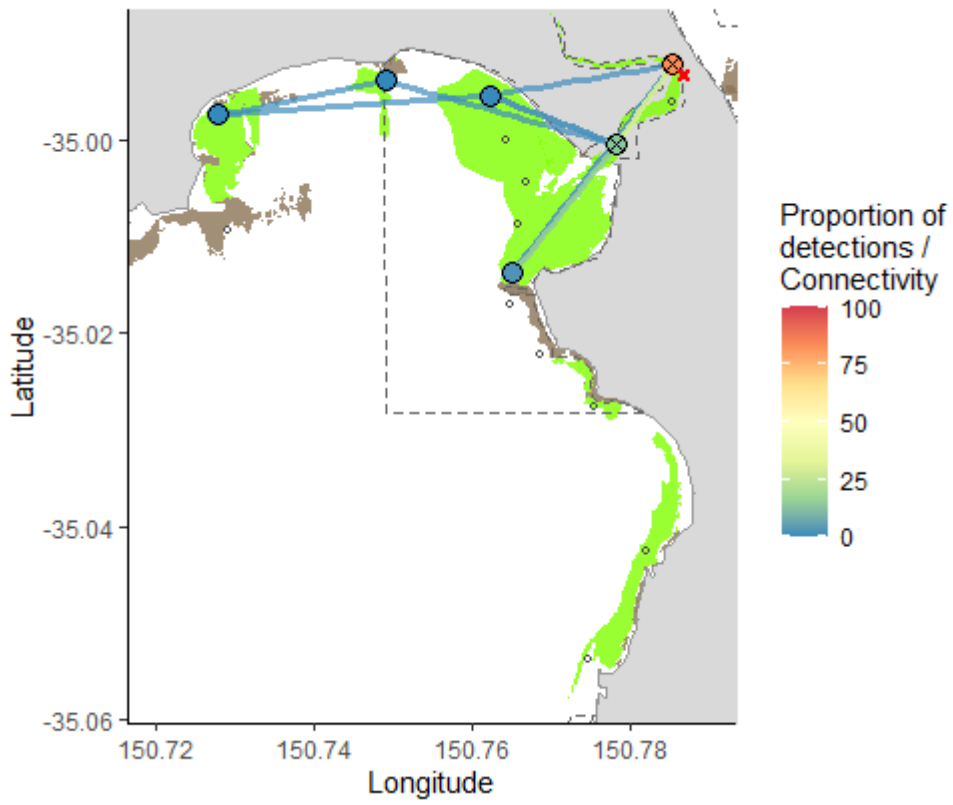 -35.00
-35.02
-35.04
-35.06
Latitude
150.72
150.74
150.76
150.78
Longitude
Proportion of
detections /
Connectivity
100
75
50
25
0